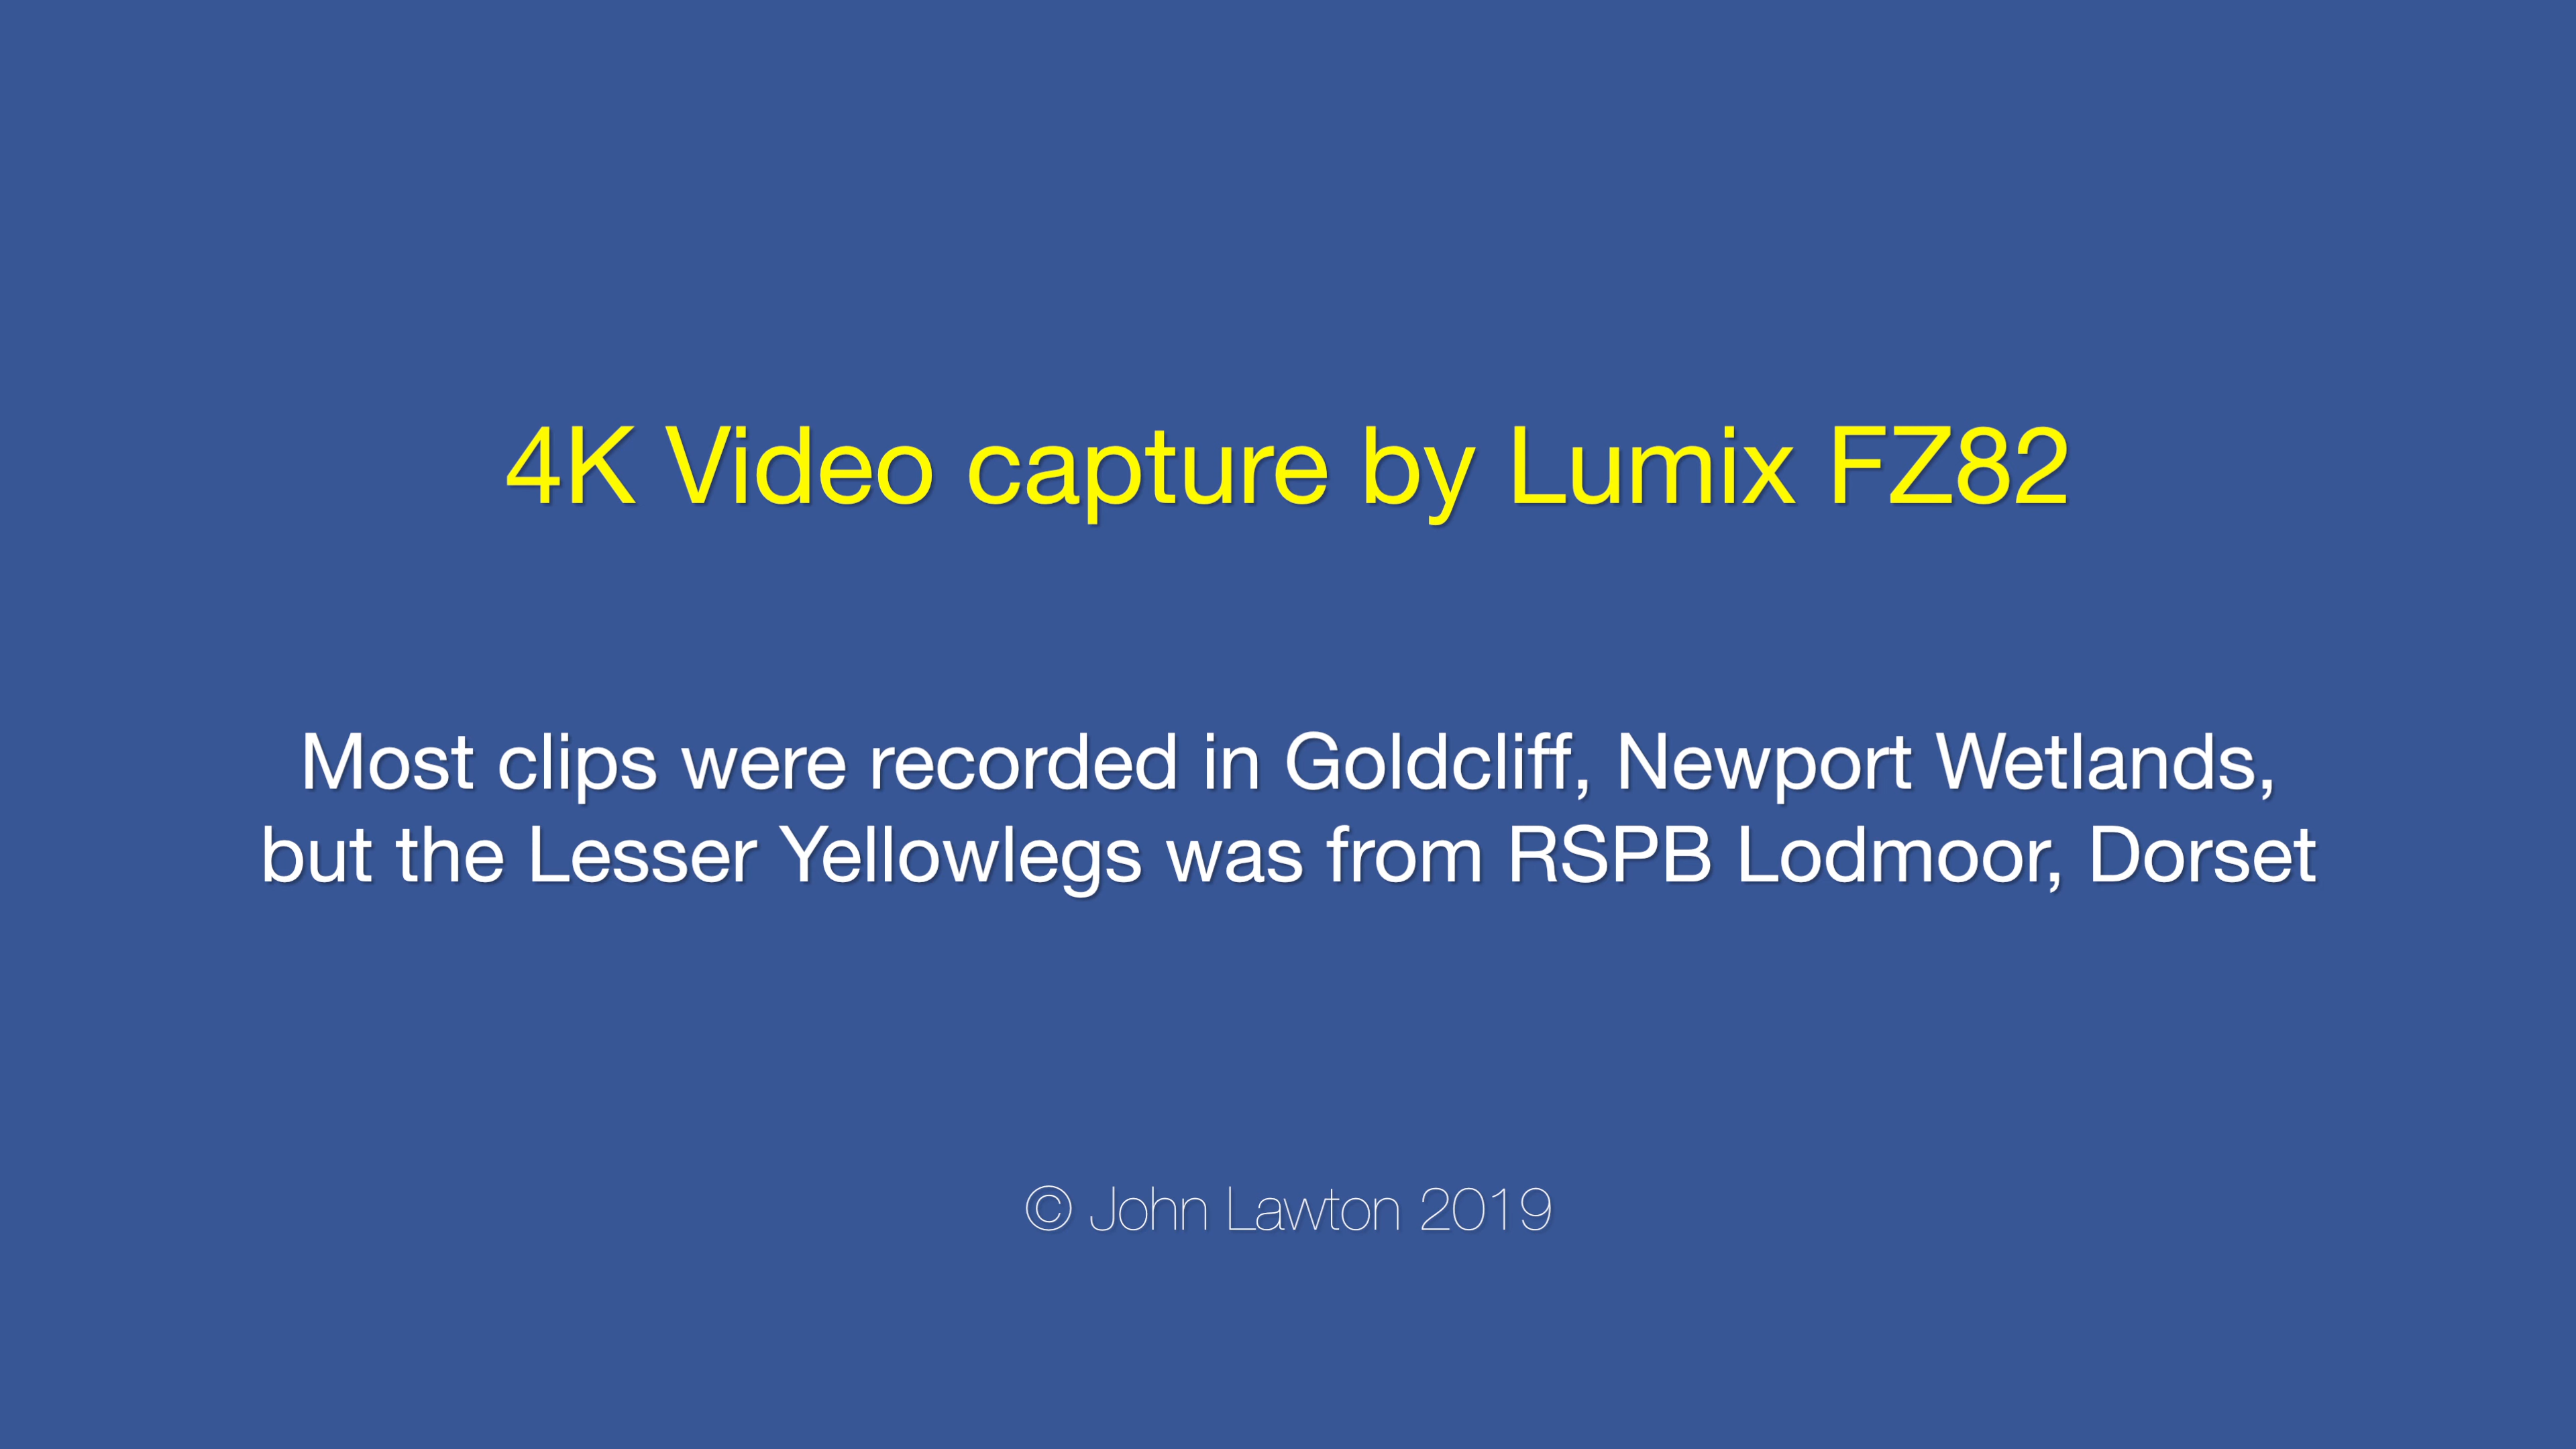 4K Video capture by Lumix FZ82
Most clips were recorded in Goldcliff, Newport Wetlands,
but the Lesser Yellowlegs was from RSPB Lodmoor, Dorset
© John Lawton 2019